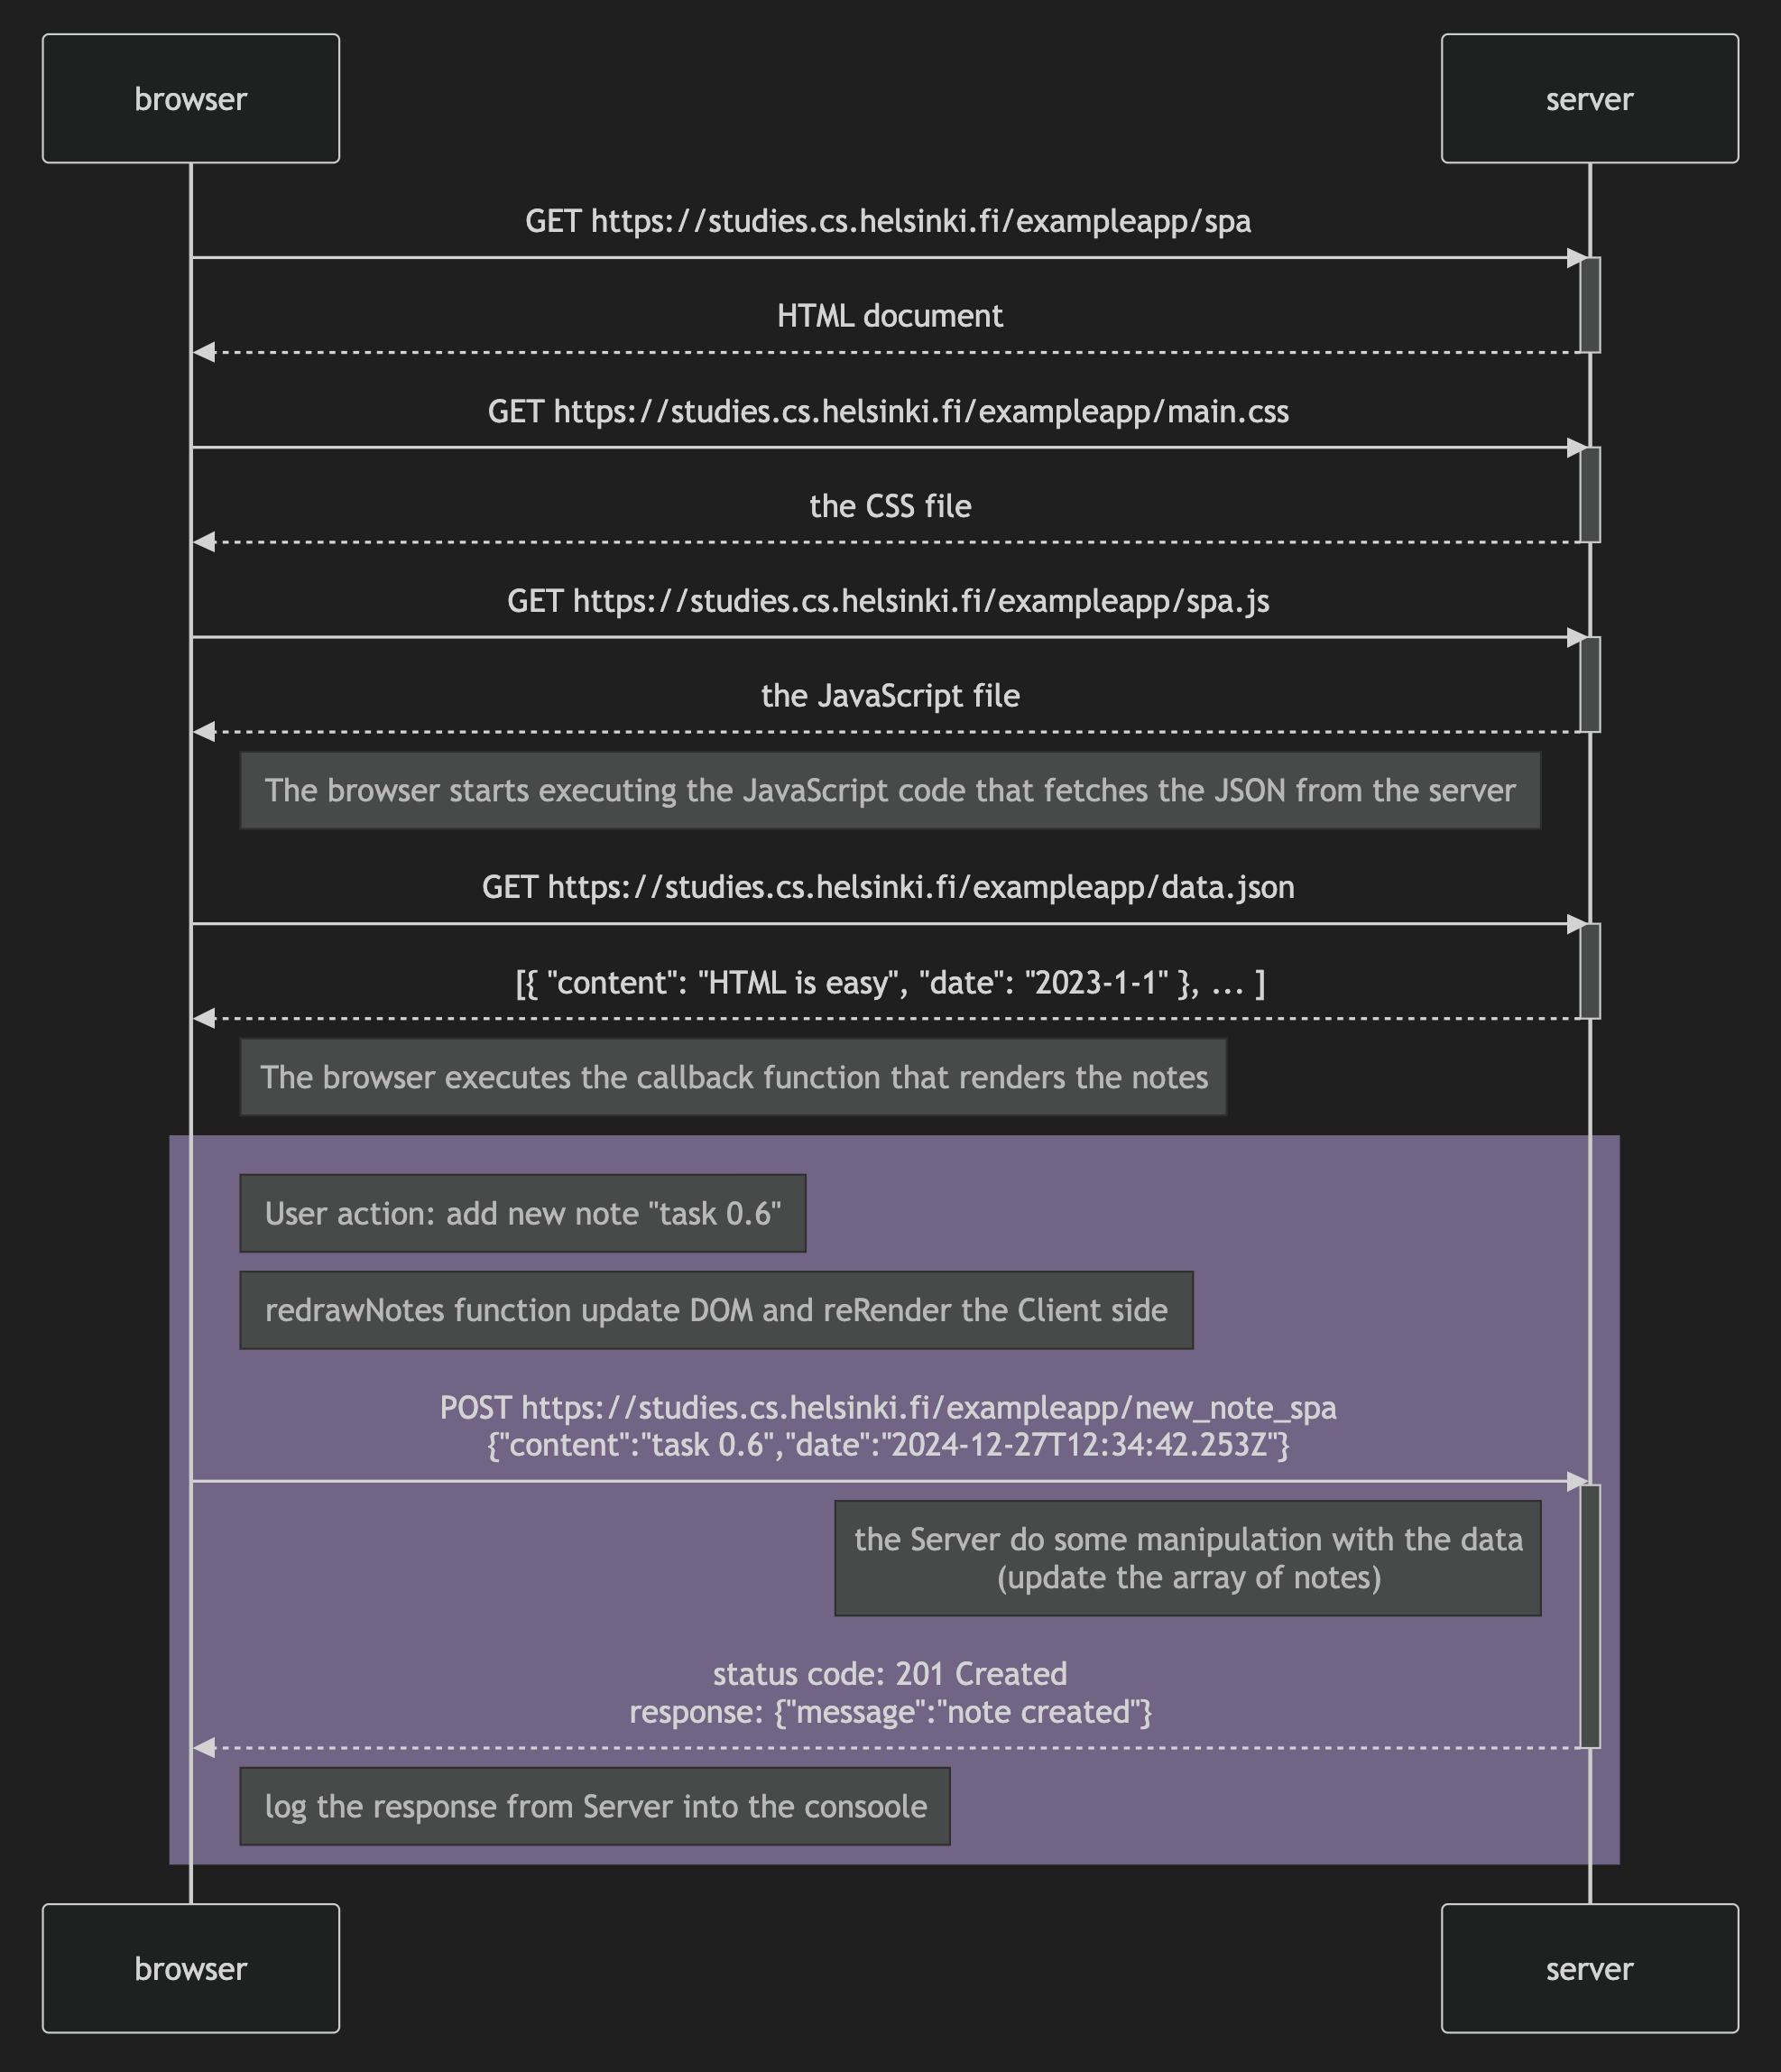 browser
server
GET https://studies.cs.helsinki.fi/exampleapp/spa
HTML document
GET https://studies.cs.helsinki.fi/exampleapp/main.css
the CSS file
GET https://studies.cs.helsinki.fi/exampleapp/spa.js
the JavaScript file
The browser starts executing the JavaScript code that fetches the JSON from the server
GET https://studies.cs.helsinki.fi/exampleapp/data.json
[{ "content": "HTML is easy", "date": "2023-1-1" }, ... ]
The browser executes the callback function that renders the notes
User action: add new note "task 0.6"
redrawNotes function update DOM and reRender the Client side
POST https://studies.cs.helsinki.fi/exampleapp/new_note_spa
{"content":"task 0.6","date":"2024-12-27T12:34:42.253Z"}
the Server do some manipulation with the data
(update the array of notes)
status code: 201 Created
response: {"message":"note created"}
log the response from Server into the consoole
browser
server